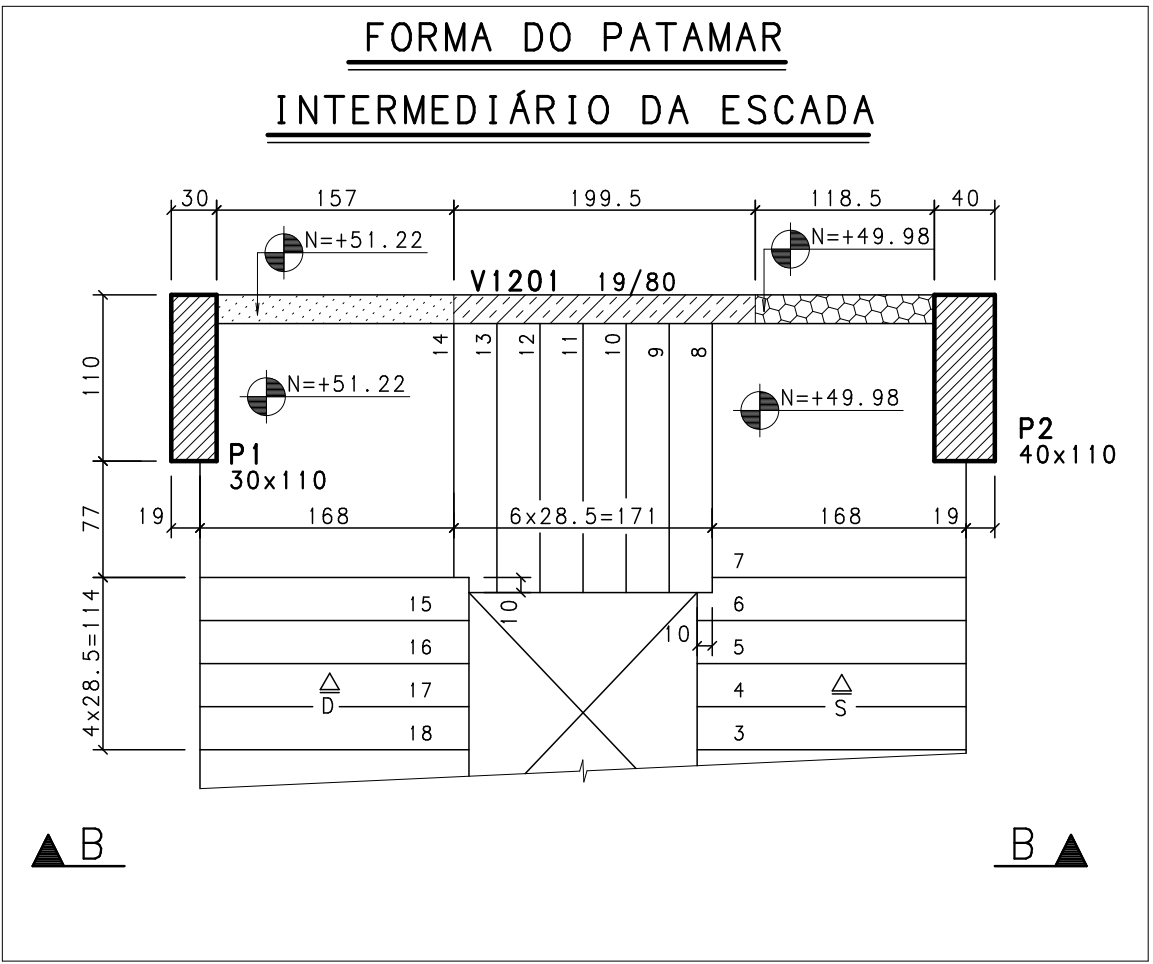 FORMA DO PATAMAR
INTERMEDIÁRIO DA ESCADA
30 157 199.5 118.5 40
N=+51.22 N=+49.98
V1201 19/80
14 13 12 11 10 9 8
110
N=+51.22 N=+49.98
P1
30x110
P2
40x110
77
19 168 6x28.5=171 168 19
7
15 10 6
16 10 5
4x28.5=114
17 4
D S
18 3
B B